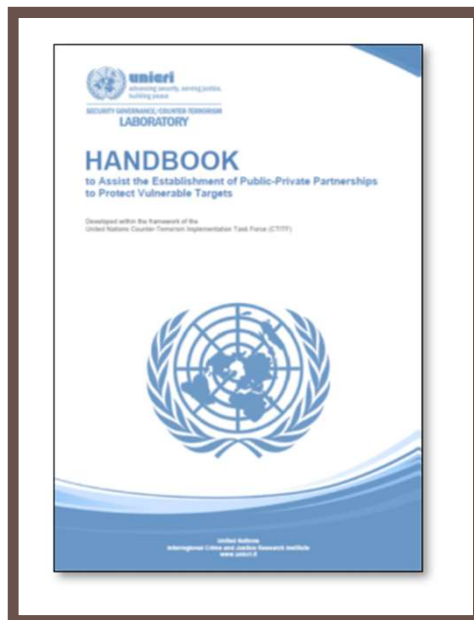 unicri
advancing security, serving justice,
building peace
SECURITY GOVERNANCE/COUNTER-TERRORISM
LABORATORY
HANDBOOK
to Assist the Establishment of Public-Private Partnerships
to Protect Vulnerable Targets
Developed within the framework of the
United Nations Counter-Terrorism Implementation Task Force (CTITF)
United Nations
Interregional Crime and Justice Research Institute
www.unicri.it